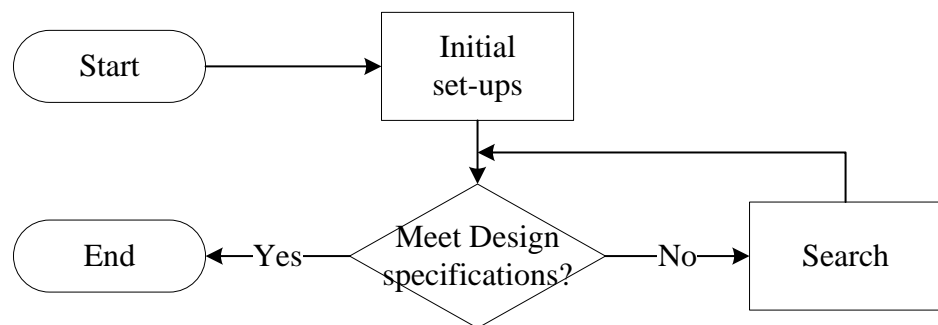 Start
Initial
set-ups
End
Yes
Meet Design
specifications?
No
Search